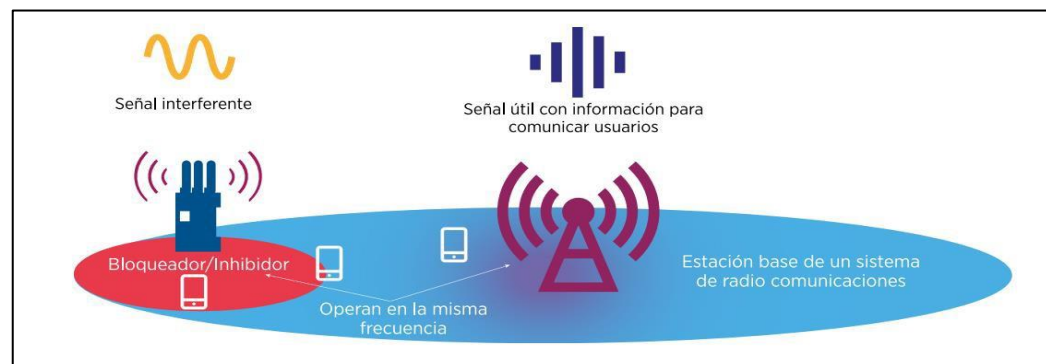 Señal interferente
Señal útil con información para
comunicar usuarios
Bloqueador/Inhibidor
Operan en la misma
frecuencia
Estación base de un sistema
de radio comunicaciones